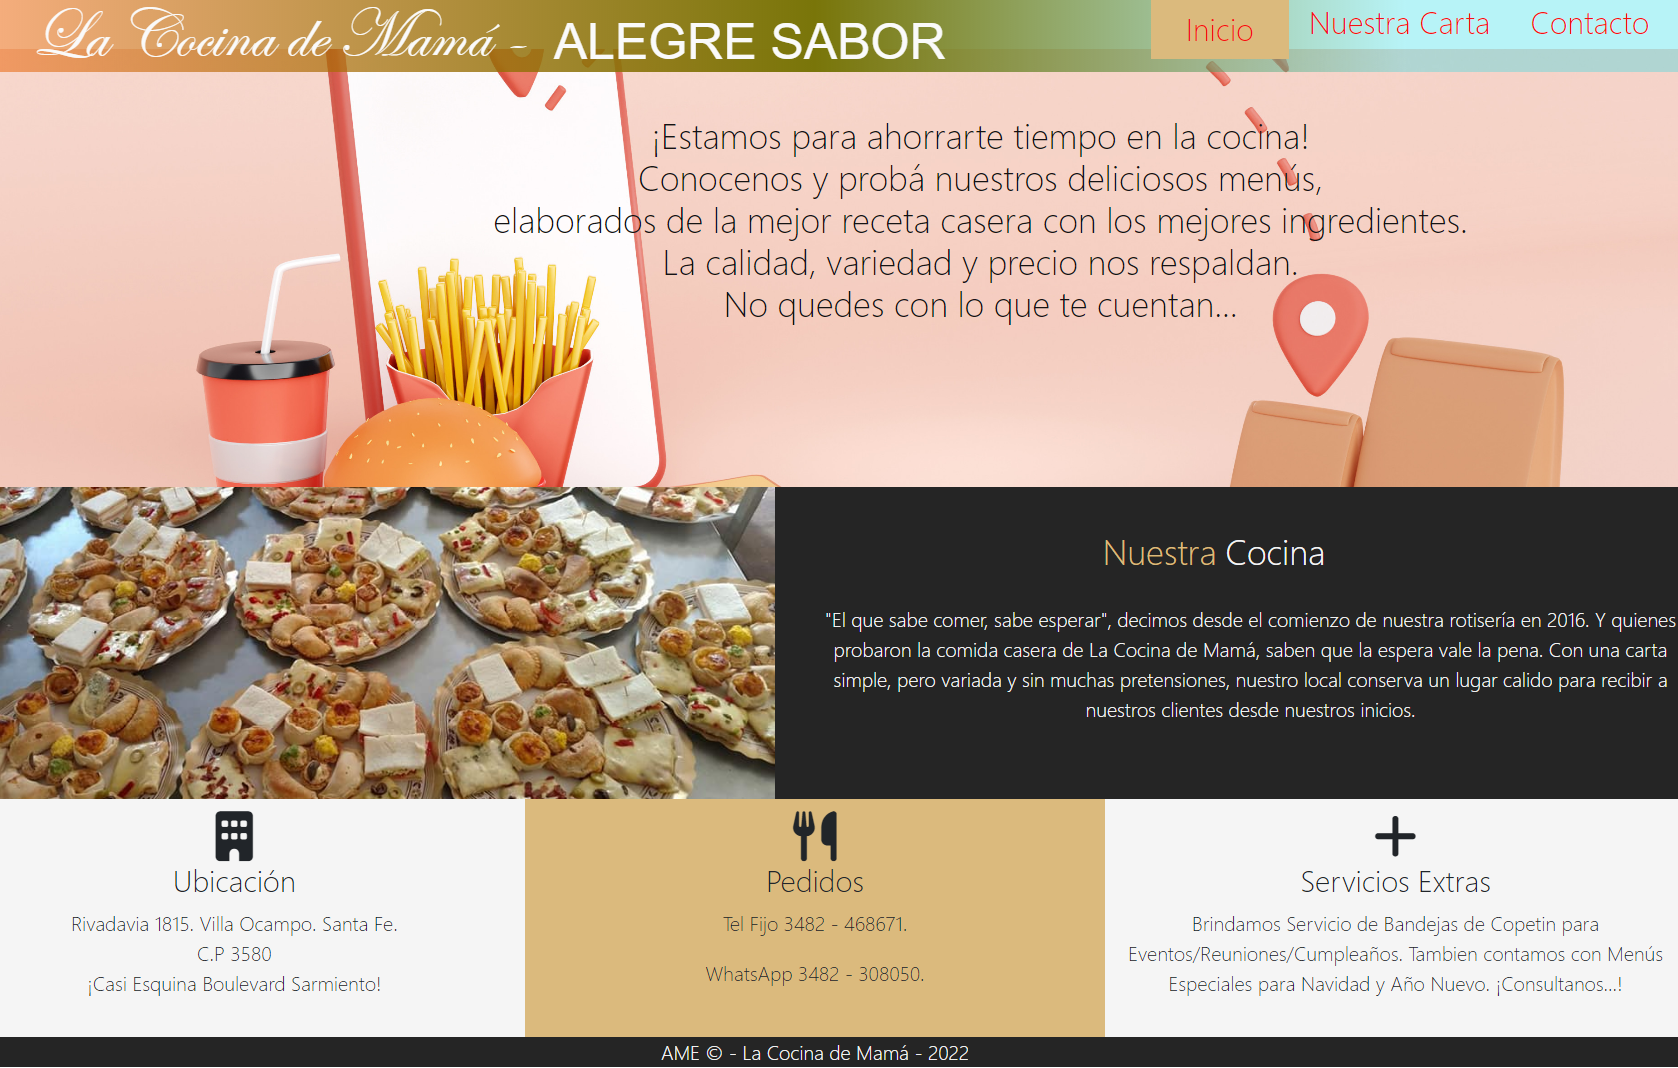 La Cocina de Mamá - ALEGRE SABOR
Inicio
Nuestra Carta
Contacto
¡Estamos para ahorrarte tiempo en la cocina!
Conocenos y probá nuestros deliciosos menús,
elaborados de la mejor receta casera con los mejores ingredientes.
La calidad, variedad y precio nos respaldan.
No quedes con lo que te cuentan...
Nuestra Cocina
"El que sabe comer, sabe esperar", decimos desde el comienzo de nuestra rotisería en 2016. Y quienes
probaron la comida casera de La Cocina de Mamá, saben que la espera vale la pena. Con una carta
simple, pero variada y sin muchas pretensiones, nuestro local conserva un lugar calido para recibir a
nuestros clientes desde nuestros inicios.
Ubicación
Rivadavia 1815. Villa Ocampo. Santa Fe.
C.P 3580
¡Casi Esquina Boulevard Sarmiento!
Pedidos
Tel Fijo 3482 - 468671.
WhatsApp 3482 - 308050.
Servicios Extras
Brindamos Servicio de Bandejas de Copetin para
Eventos/Reuniones/Cumpleaños. Tambien contamos con Menús
Especiales para Navidad y Año Nuevo. ¡Consultanos...!
AME © - La Cocina de Mamá - 2022